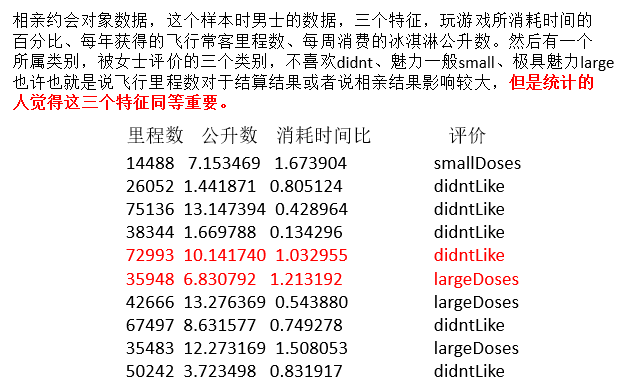 相亲约会对象数据，这个样本时男士的数据，三个特征，玩游戏所消耗时间的
百分比、每年获得的飞行常客里程数、每周消费的冰淇淋公升数。然后有一个
所属类别，被女士评价的三个类别，不喜欢didnt、魅力一般small、极具魅力large
也许也就是说飞行里程数对于结算结果或者说相亲结果影响较大，但是统计的
人觉得这三个特征同等重要。
里程数 公升数 消耗时间比 评价
14488 7.153469 1.673904 smallDoses
26052 1.441871 0.805124 didntLike
75136 13.147394 0.428964 didntLike
38344 1.669788 0.134296 didntLike
72993 10.141740 1.032955 didntLike
35948 6.830792 1.213192 largeDoses
42666 13.276369 0.543880 largeDoses
67497 8.631577 0.749278 didntLike
35483 12.273169 1.508053 largeDoses
50242 3.723498 0.831917 didntLike